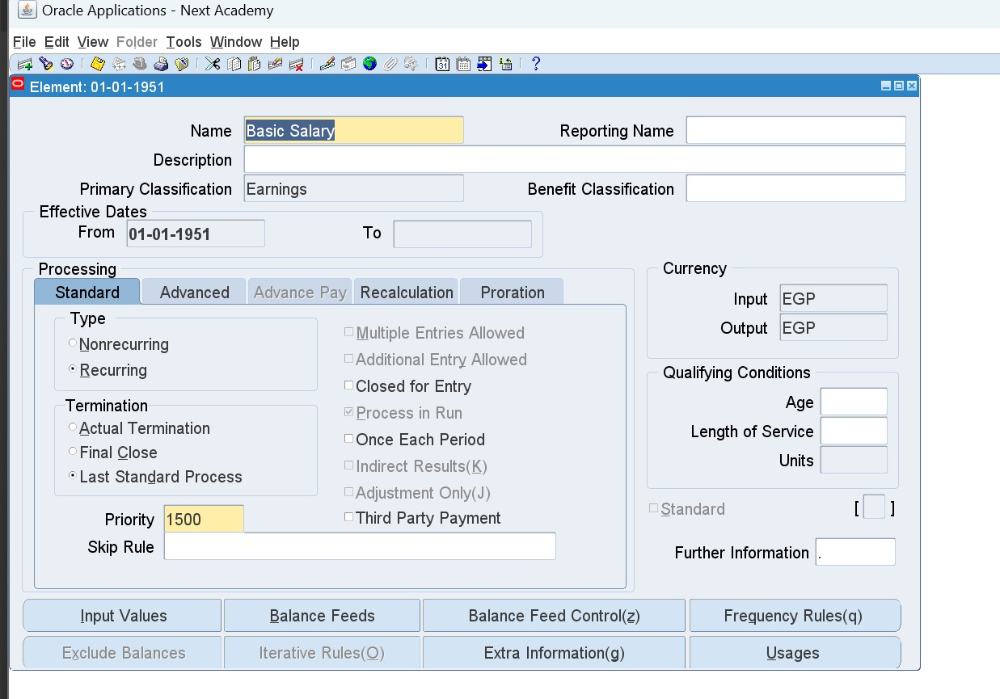 Oracle Applications - Next Academy
File Edit View Folder Tools Window Help
Element: 01-01-1951
Name Basic Salary Reporting Name
Description
Primary Classification Earnings Benefit Classification
Effective Dates
From 01-01-1951 To
Processing
Standard Advanced Advance Pay Recalculation Proration
Type
Nonrecurring
Recurring
Termination
Actual Termination
Final Close
Last Standard Process
Priority 1500
Skip Rule
Multiple Entries Allowed
Additional Entry Allowed
Closed for Entry
Process in Run
Once Each Period
Indirect Results(K)
Adjustment Only(J)
Third Party Payment
Currency
Input EGP
Output EGP
Qualifying Conditions
Age
Length of Service
Units
Standard [ ]
Further Information .
Input Values Balance Feeds Balance Feed Control(z) Frequency Rules(q)
Exclude Balances Iterative Rules(O) Extra Information(g) Usages